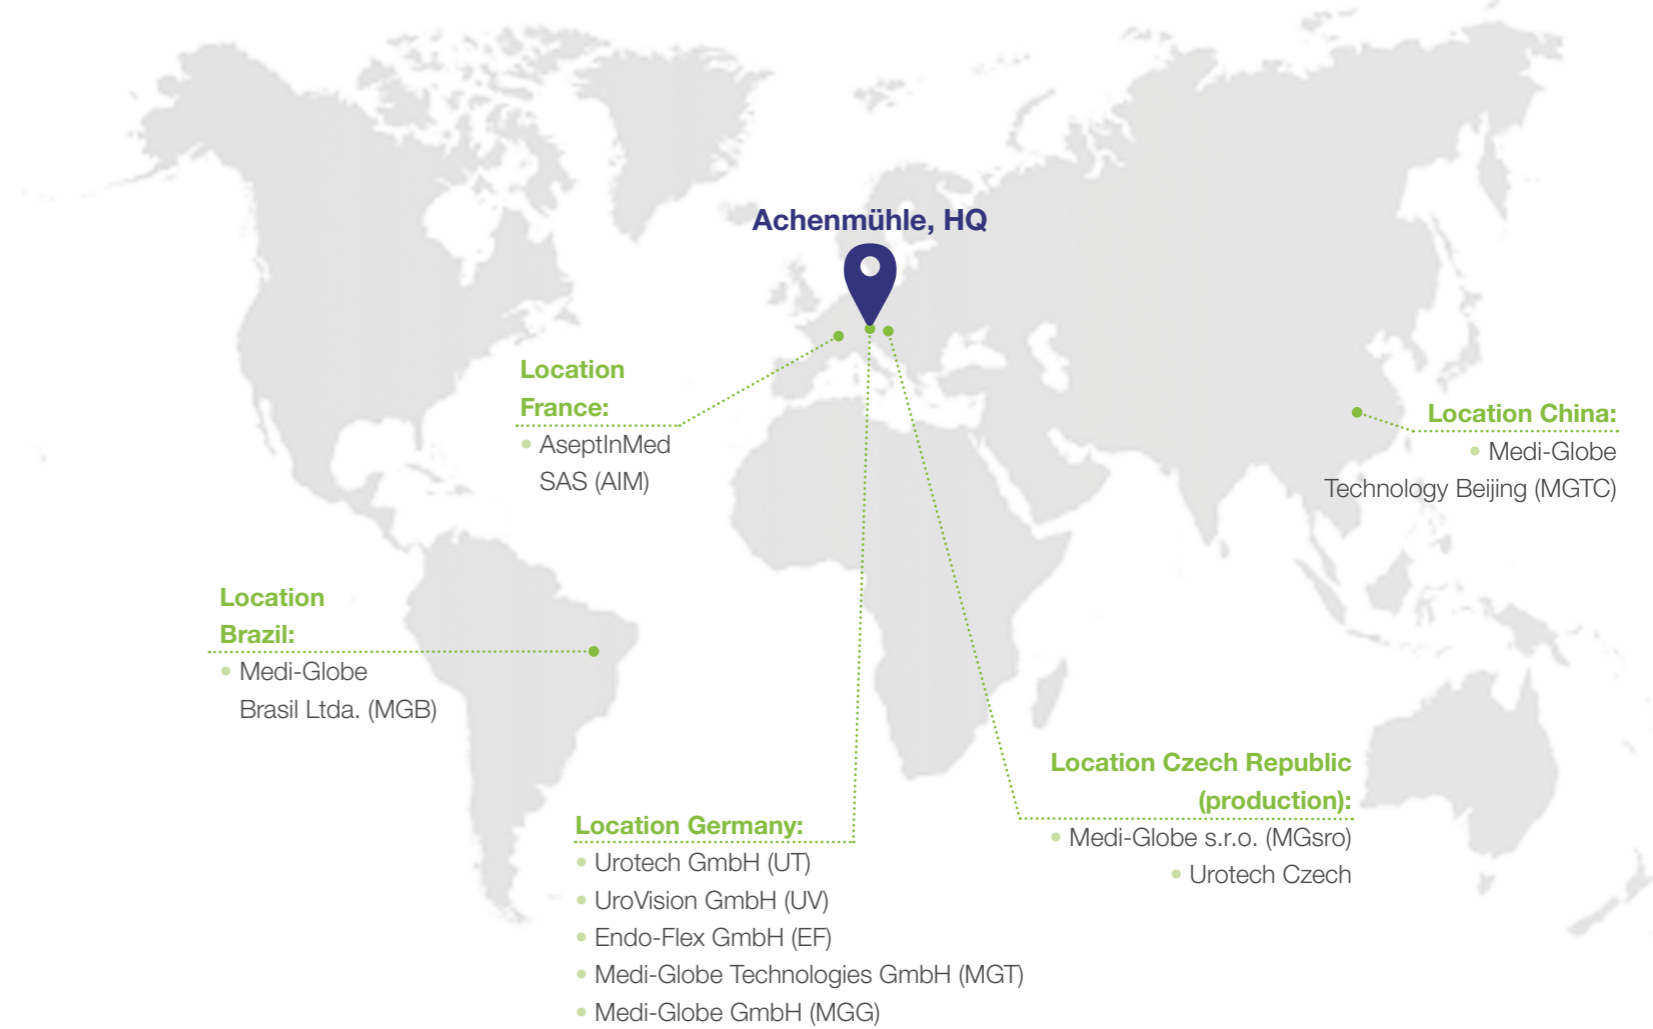 Achenmühle, HQ
Location
France:
AseptInMed
SAS (AIM)
Location China:
Medi-Globe
Technology Beijing (MGTC)
Location
Brazil:
Medi-Globe
Brasil Ltda. (MGB)
Location Czech Republic
(production):
Medi-Globe s.r.o. (MGsro)
Urotech Czech
Location Germany:
Urotech GmbH (UT)
UroVision GmbH (UV)
Endo-Flex GmbH (EF)
Medi-Globe Technologies GmbH (MGT)
Medi-Globe GmbH (MGG)